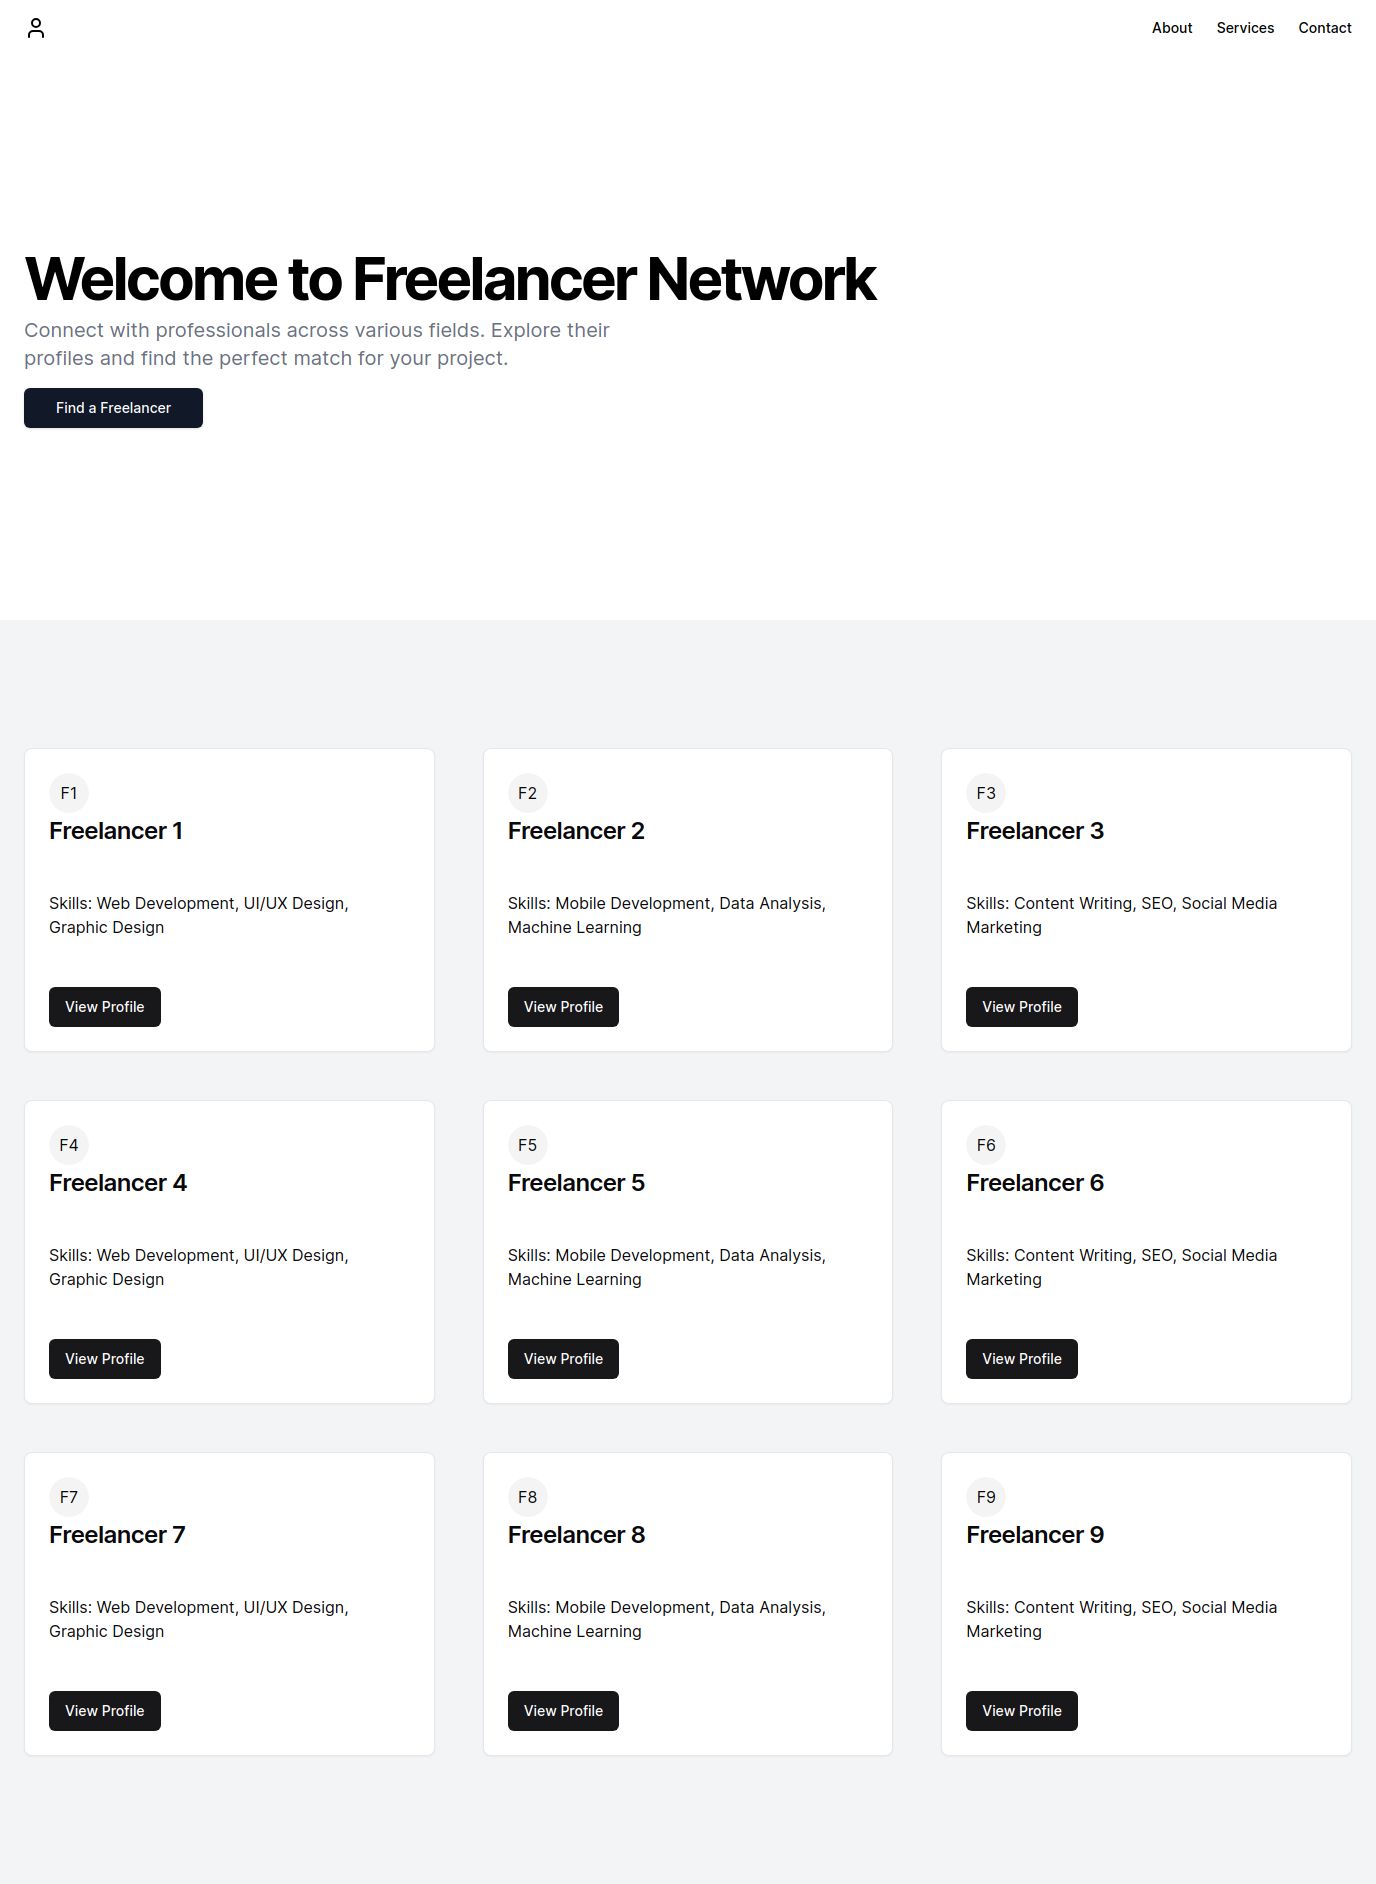 About Services Contact
Welcome to Freelancer Network
Connect with professionals across various fields. Explore their
profiles and find the perfect match for your project.
Find a Freelancer
F1
Freelancer 1
Skills: Web Development, UI/UX Design,
Graphic Design
View Profile
F2
Freelancer 2
Skills: Mobile Development, Data Analysis,
Machine Learning
View Profile
F3
Freelancer 3
Skills: Content Writing, SEO, Social Media
Marketing
View Profile
F4
Freelancer 4
Skills: Web Development, UI/UX Design,
Graphic Design
View Profile
F5
Freelancer 5
Skills: Mobile Development, Data Analysis,
Machine Learning
View Profile
F6
Freelancer 6
Skills: Content Writing, SEO, Social Media
Marketing
View Profile
F7
Freelancer 7
Skills: Web Development, UI/UX Design,
Graphic Design
View Profile
F8
Freelancer 8
Skills: Mobile Development, Data Analysis,
Machine Learning
View Profile
F9
Freelancer 9
Skills: Content Writing, SEO, Social Media
Marketing
View Profile